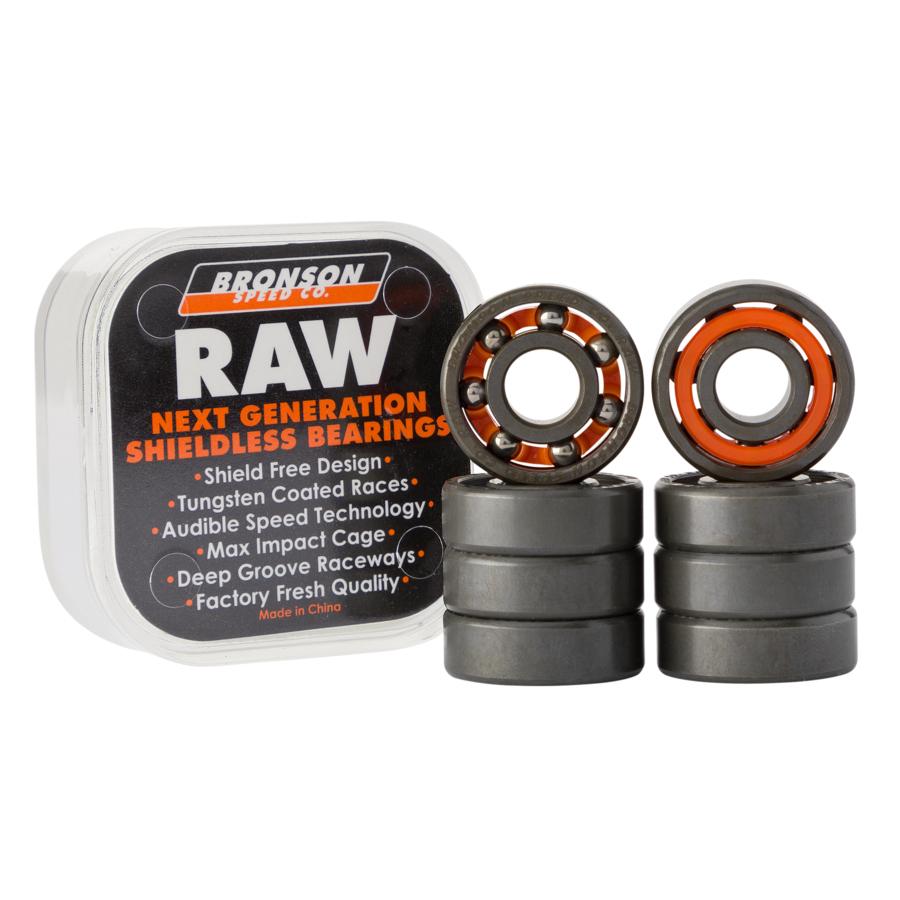 BRONSON
SPEED CO.
RAW
NEXT GENERATION
SHIELDLESS BEARINGS
•Shield Free Design•
•Tungsten Coated Races•
•Audible Speed Technology•
•Max Impact Cage•
•Deep Groove Raceways•
•Factory Fresh Quality•
Made in China